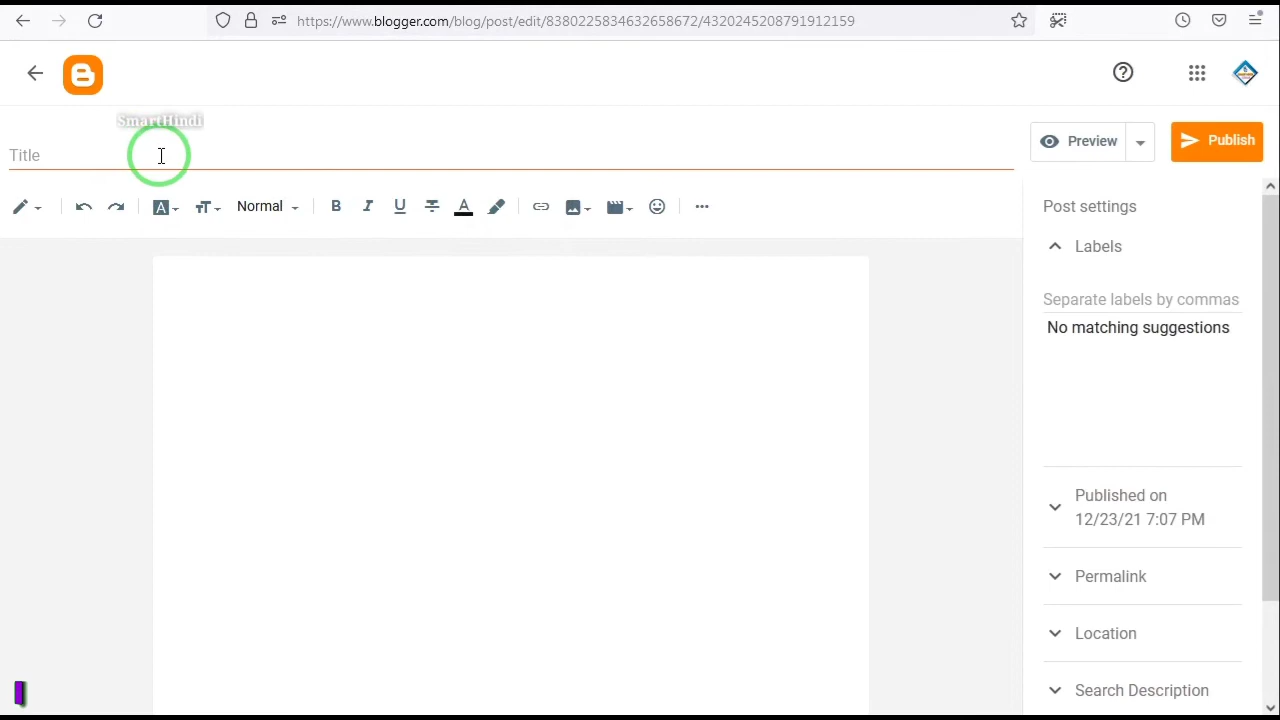 https://www.blogger.com/blog/post/edit/8380225834632658672/4320245208791912159
SmartHindi
Title
Preview
Publish
Normal
B I U A
Post settings
Labels
Separate labels by commas
No matching suggestions
Published on
12/23/21 7:07 PM
Permalink
Location
Search Description